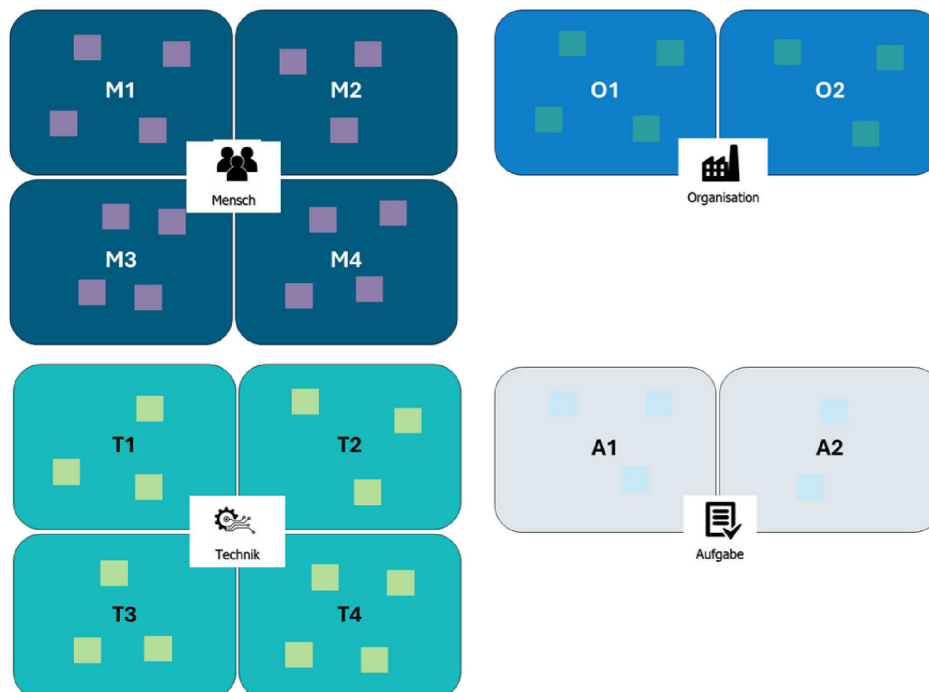 M1
M2
Mensch
M3
M4
O1
O2
Organisation
T1
T2
Technik
T3
T4
A1
A2
Aufgabe